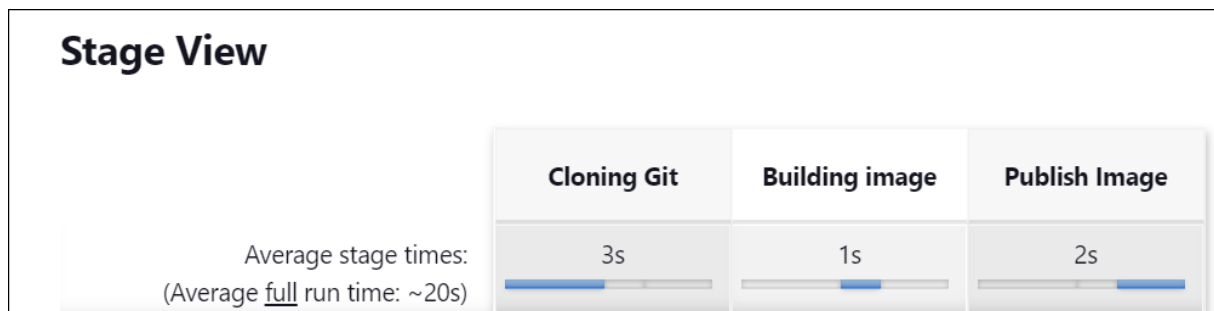 Stage View
Cloning Git Building image Publish Image
Average stage times: 3s 1s 2s
(Average full run time: ~20s)